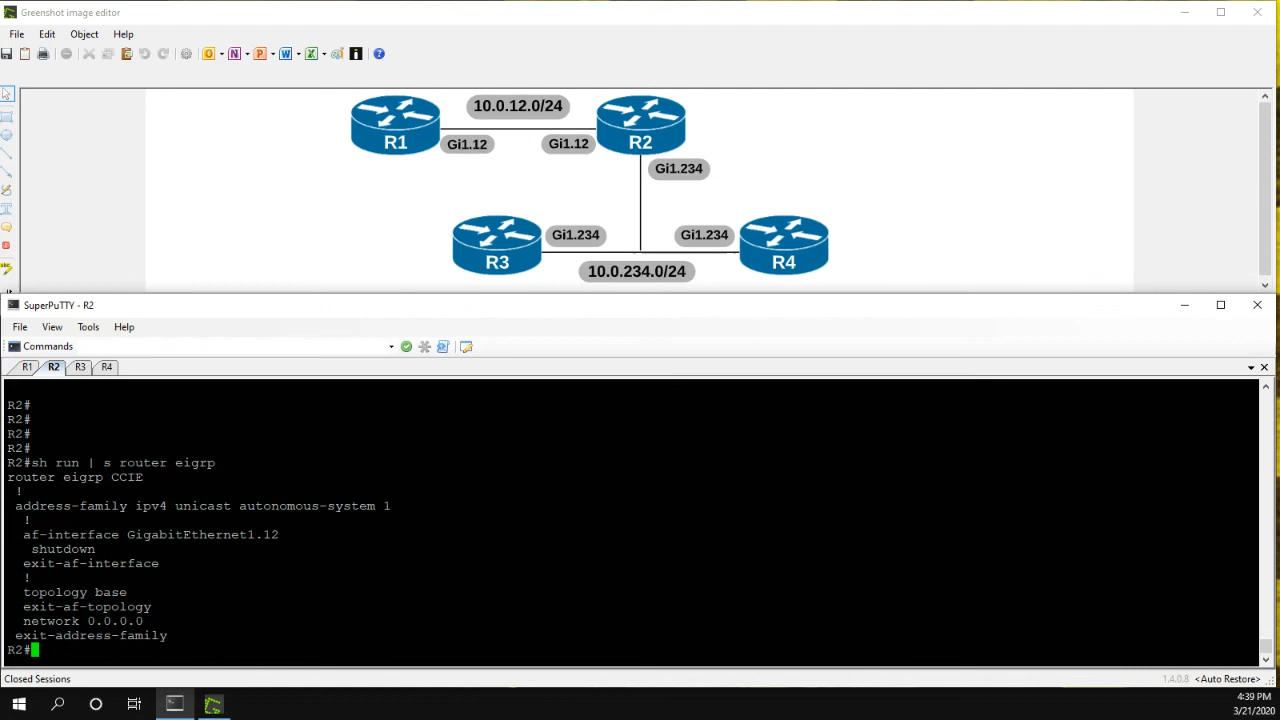 Greenshot image editor
File Edit Object Help
10.0.12.0/24
R1 Gi1.12 Gi1.12 R2
Gi1.234
Gi1.234 Gi1.234
R3 10.0.234.0/24 R4
SuperPuTTY - R2
File View Tools Help
Commands
R1 R2 R3 R4
R2#
R2#
R2#
R2#
R2#sh run | s router eigrp
router eigrp CCIE
!
address-family ipv4 unicast autonomous-system 1
!
af-interface GigabitEthernet1.12
shutdown
exit-af-interface
!
topology base
exit-af-topology
network 0.0.0.0
exit-address-family
R2#
Closed Sessions 1.4.0.8 <Auto Restore>
4:39 PM
3/21/2020